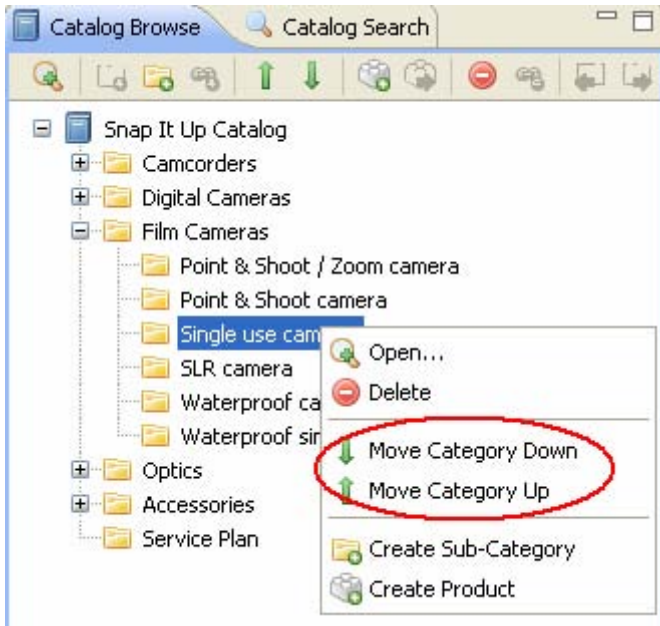 Catalog Browse
Catalog Search
Snap It Up Catalog
Camcorders
Digital Cameras
Film Cameras
Point & Shoot / Zoom camera
Point & Shoot camera
Single use cam
Open...
SLR camera
Delete
Waterproof ca
Waterproof sin
Move Category Down
Optics
Move Category Up
Accessories
Service Plan
Create Sub-Category
Create Product